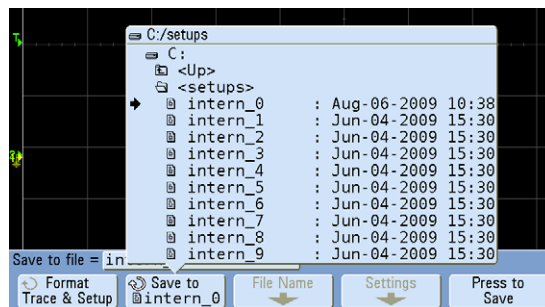 C:/setups
C:
<Up>
<setups>
intern_0 : Aug-06-2009 10:38
intern_1 : Jun-04-2009 15:30
intern_2 : Jun-04-2009 15:30
intern_3 : Jun-04-2009 15:30
intern_4 : Jun-04-2009 15:30
intern_5 : Jun-04-2009 15:30
intern_6 : Jun-04-2009 15:30
intern_7 : Jun-04-2009 15:30
intern_8 : Jun-04-2009 15:30
intern_9 : Jun-04-2009 15:30
Save to file = in
Format
Trace & Setup
Save to
intern_0
File Name
Settings
Press to
Save